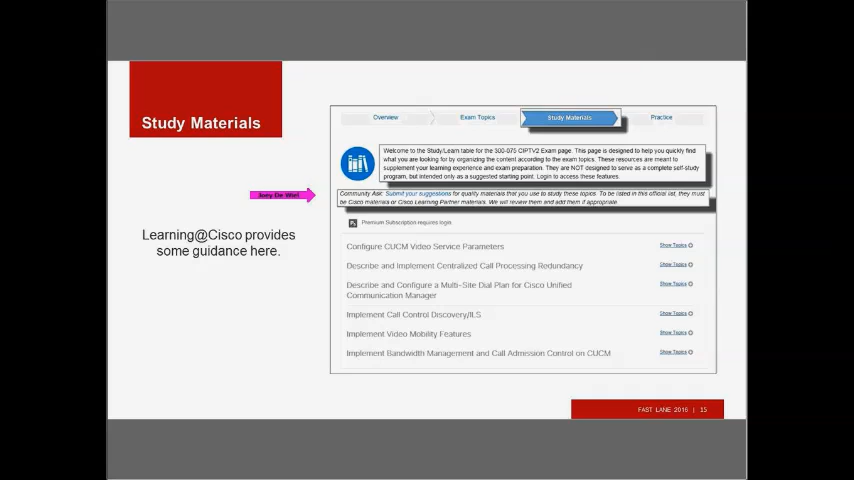 Study Materials
Joey De Wiel
Learning@Cisco provides
some guidance here.
Overview
Exam Topics
Study Materials
Practice
Welcome to the Study/Learn table for the 300-075 CIPTV2 Exam page. This page is designed to help you quickly find
what you are looking for by organizing the content according to the exam topics. These resources are meant to
supplement your learning experience and exam preparation. They are NOT designed to serve as a complete self-study
program, but intended only as a suggested starting point. Login to access these features.
Community Ask: Submit your suggestions for quality materials that you use to study these topics. To be listed in this official list, they must
be Cisco materials or Cisco Learning Partner materials. We will review them and add them if appropriate.
Premium Subscription requires login.
Configure CUCM Video Service Parameters
Show Topics
Describe and Implement Centralized Call Processing Redundancy
Show Topics
Describe and Configure a Multi-Site Dial Plan for Cisco Unified
Communication Manager
Show Topics
Implement Call Control Discovery/ILS
Show Topics
Implement Video Mobility Features
Show Topics
Implement Bandwidth Management and Call Admission Control on CUCM
Show Topics
FAST LANE 2016 | 15